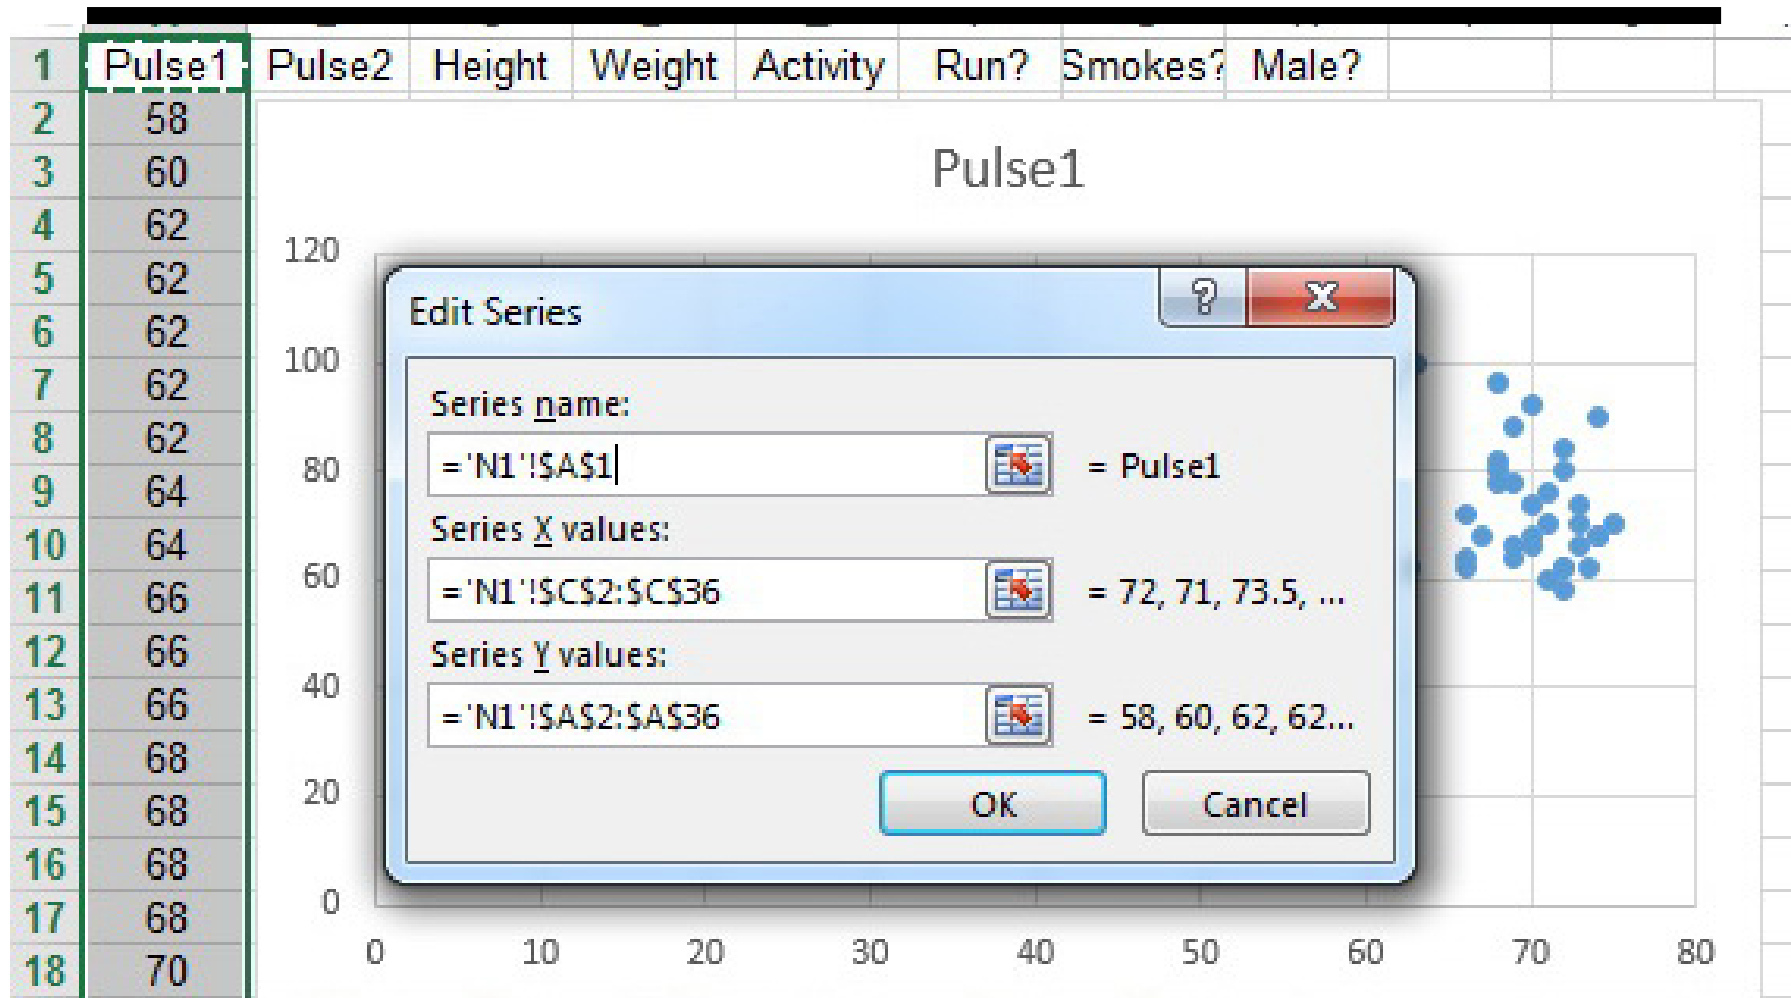 1 Pulse1 Pulse2 Height Weight Activity Run? Smokes? Male?
2 58
3 60
4 62
5 62
6 62
7 62
8 62
9 64
10 64
11 66
12 66
13 66
14 68
15 68
16 68
17 68
18 70
Pulse1
120
100
80
60
40
20
0
0 10 20 30 40 50 60 70 80
Edit Series
?
Series name:
='N1'!$A$1 = Pulse1
Series X values:
='N1'!$C$2:$C$36 = 72, 71, 73.5, ...
Series Y values:
='N1'!$A$2:$A$36 = 58, 60, 62, 62...
OK Cancel